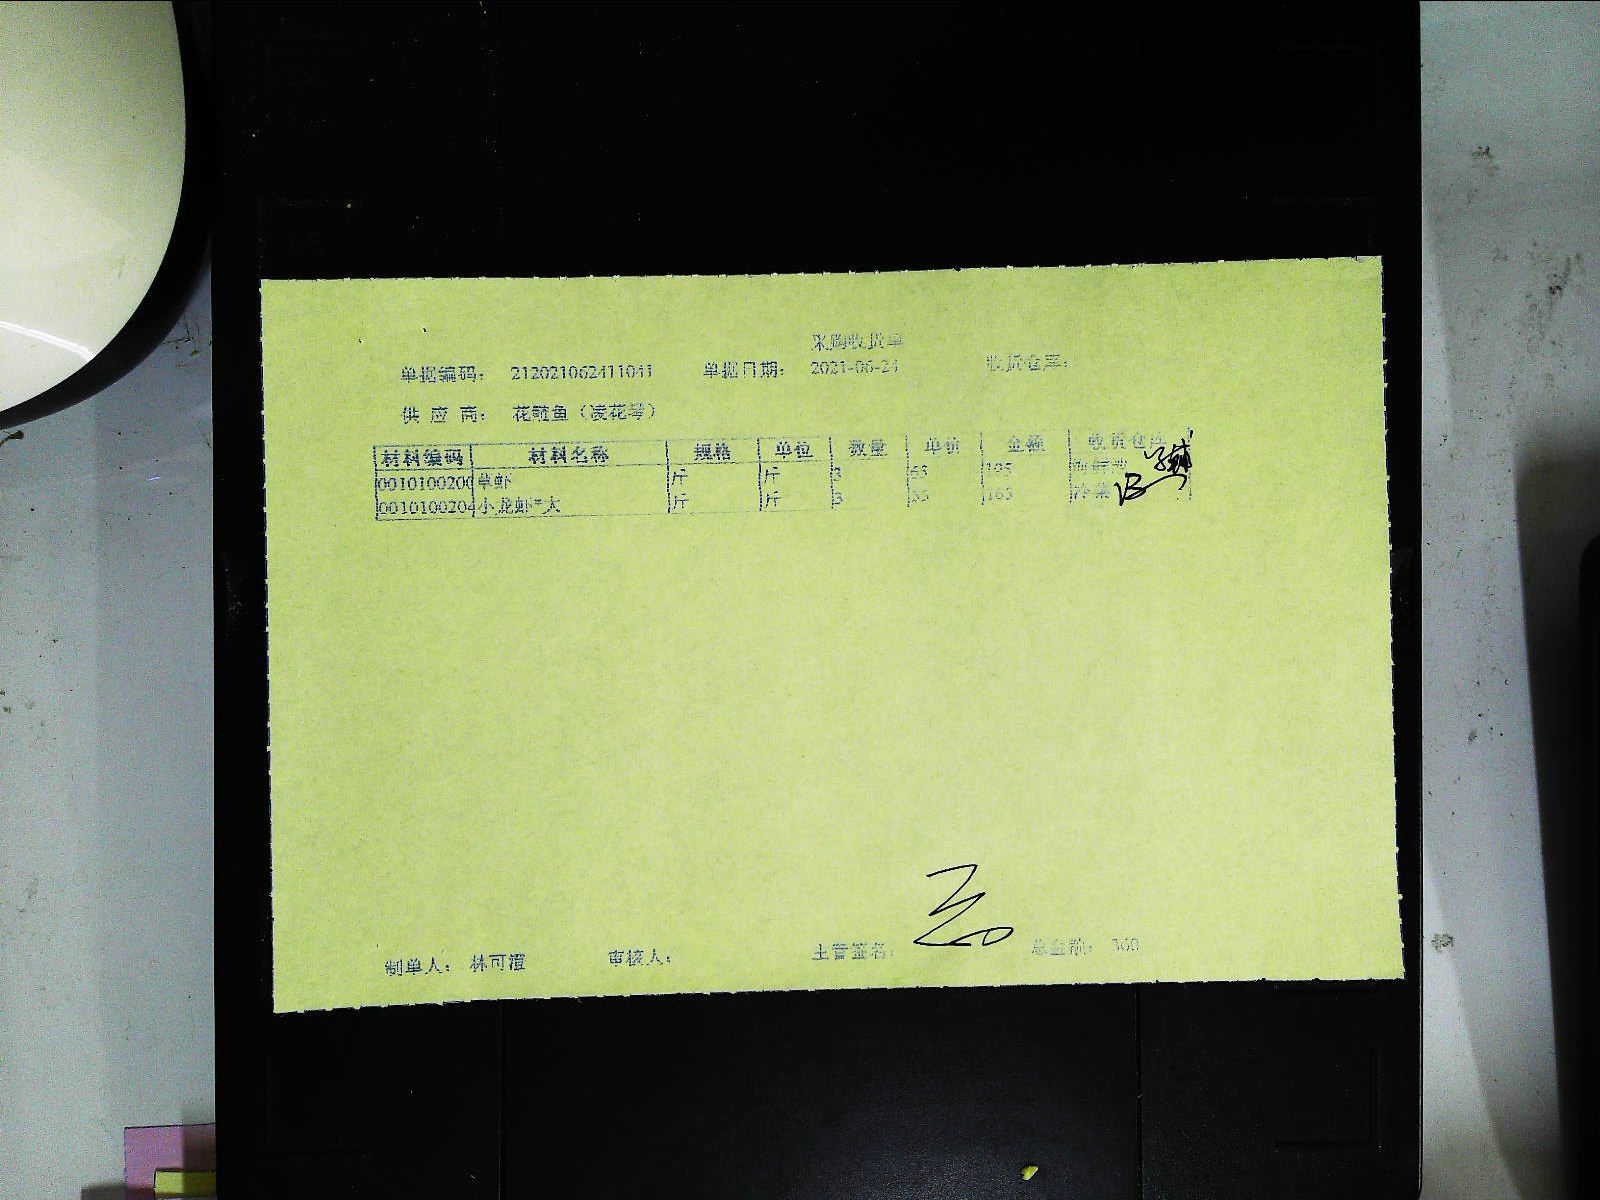 采购收货单
单据编码： 212021062411041 单据日期： 2021-06-24 收货仓库：
供 应 商： 花鲢鱼（凌花琴）
材料编码 材料名称 规格 单位 数量 单价 金额 收货仓库
0010100200 草虾 斤 斤 3 65 195
0010100204 小龙虾*大 斤 斤 3 55 165 冷菜
制单人： 林可澄 审核人： 主管签名： 总金额： 360